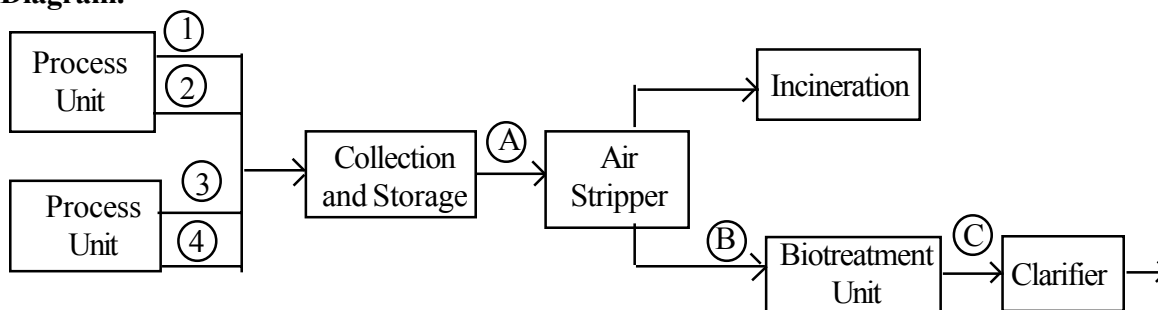 Diagram:
Process
Unit
1
2
Process
Unit
3
4
Collection
and Storage
A
Air
Stripper
Incineration
B
Biotreatment
Unit
C
Clarifier